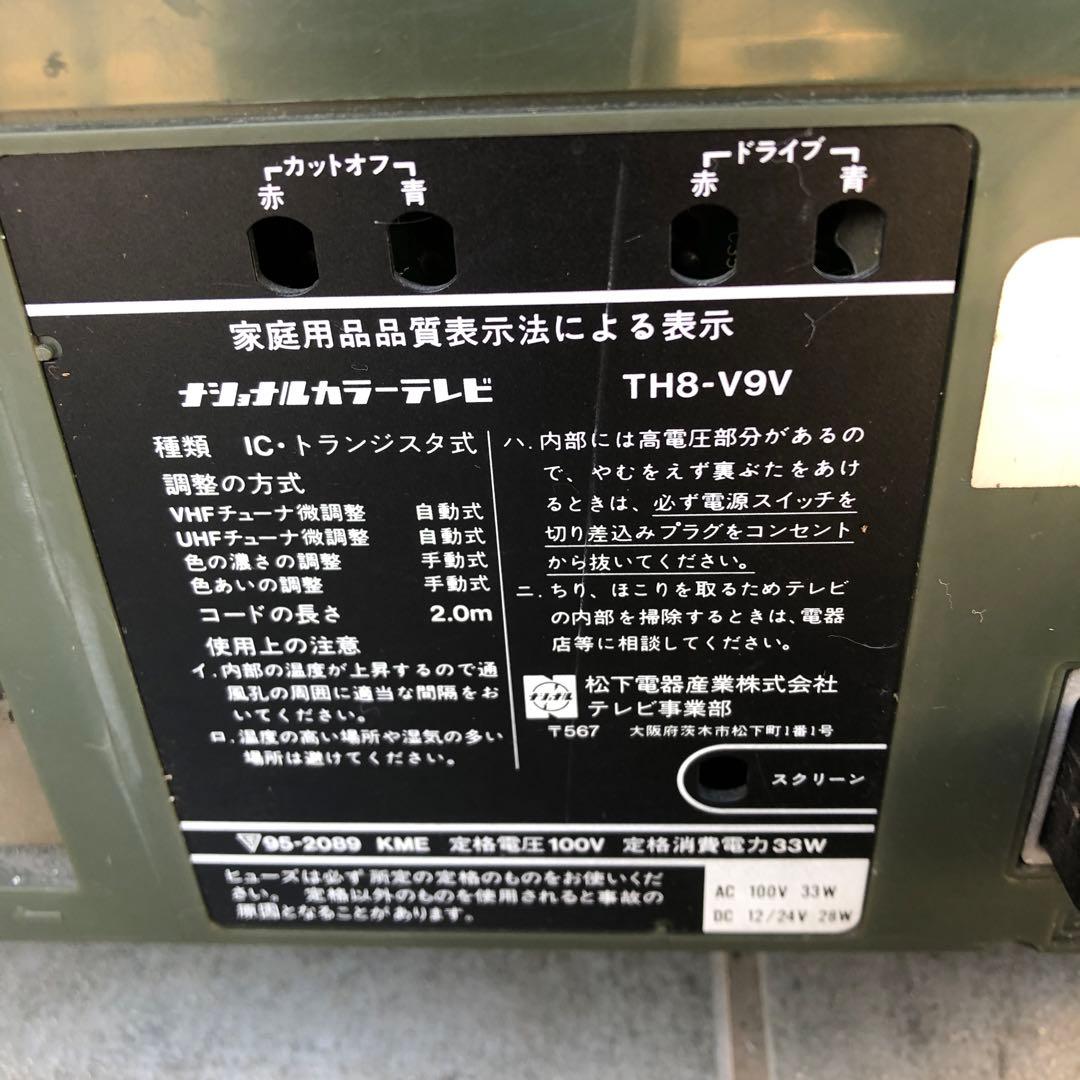 カットオフ
赤 青
ドライブ
赤 青
家庭用品品質表示法による表示
ナショナルカラーテレビ TH8-V9V
種類 IC・トランジスタ式
調整の方式
VHFチューナ微調整 自動式
UHFチューナ微調整 自動式
色の濃さの調整 手動式
色あいの調整 手動式
コードの長さ 2.0m
使用上の注意
イ.内部の温度が上昇するので通
風孔の周囲に適当な間隔をお
いてください。
ロ.温度の高い場所や湿気の多い
場所は避けてください。
ハ.内部には高電圧部分があるの
で、やむをえず裏ぶたをあけ
るときは、必ず電源スイッチを
切り差込みプラグをコンセント
から抜いてください。
ニ.ちり、ほこりを取るためテレビ
の内部を掃除するときは、電器
店等に相談してください。
ナショナル
松下電器産業株式会社
テレビ事業部
〒567 大阪府茨木市松下町1番1号
スクリーン
95-2089 KME 定格電圧100V 定格消費電力33W
ヒューズは必ず所定の定格のものをお使いくだ
さい。 定格以外のものを使用されると事故の
原因となることがあります。
AC 100V 33W
DC 12/24V 28W